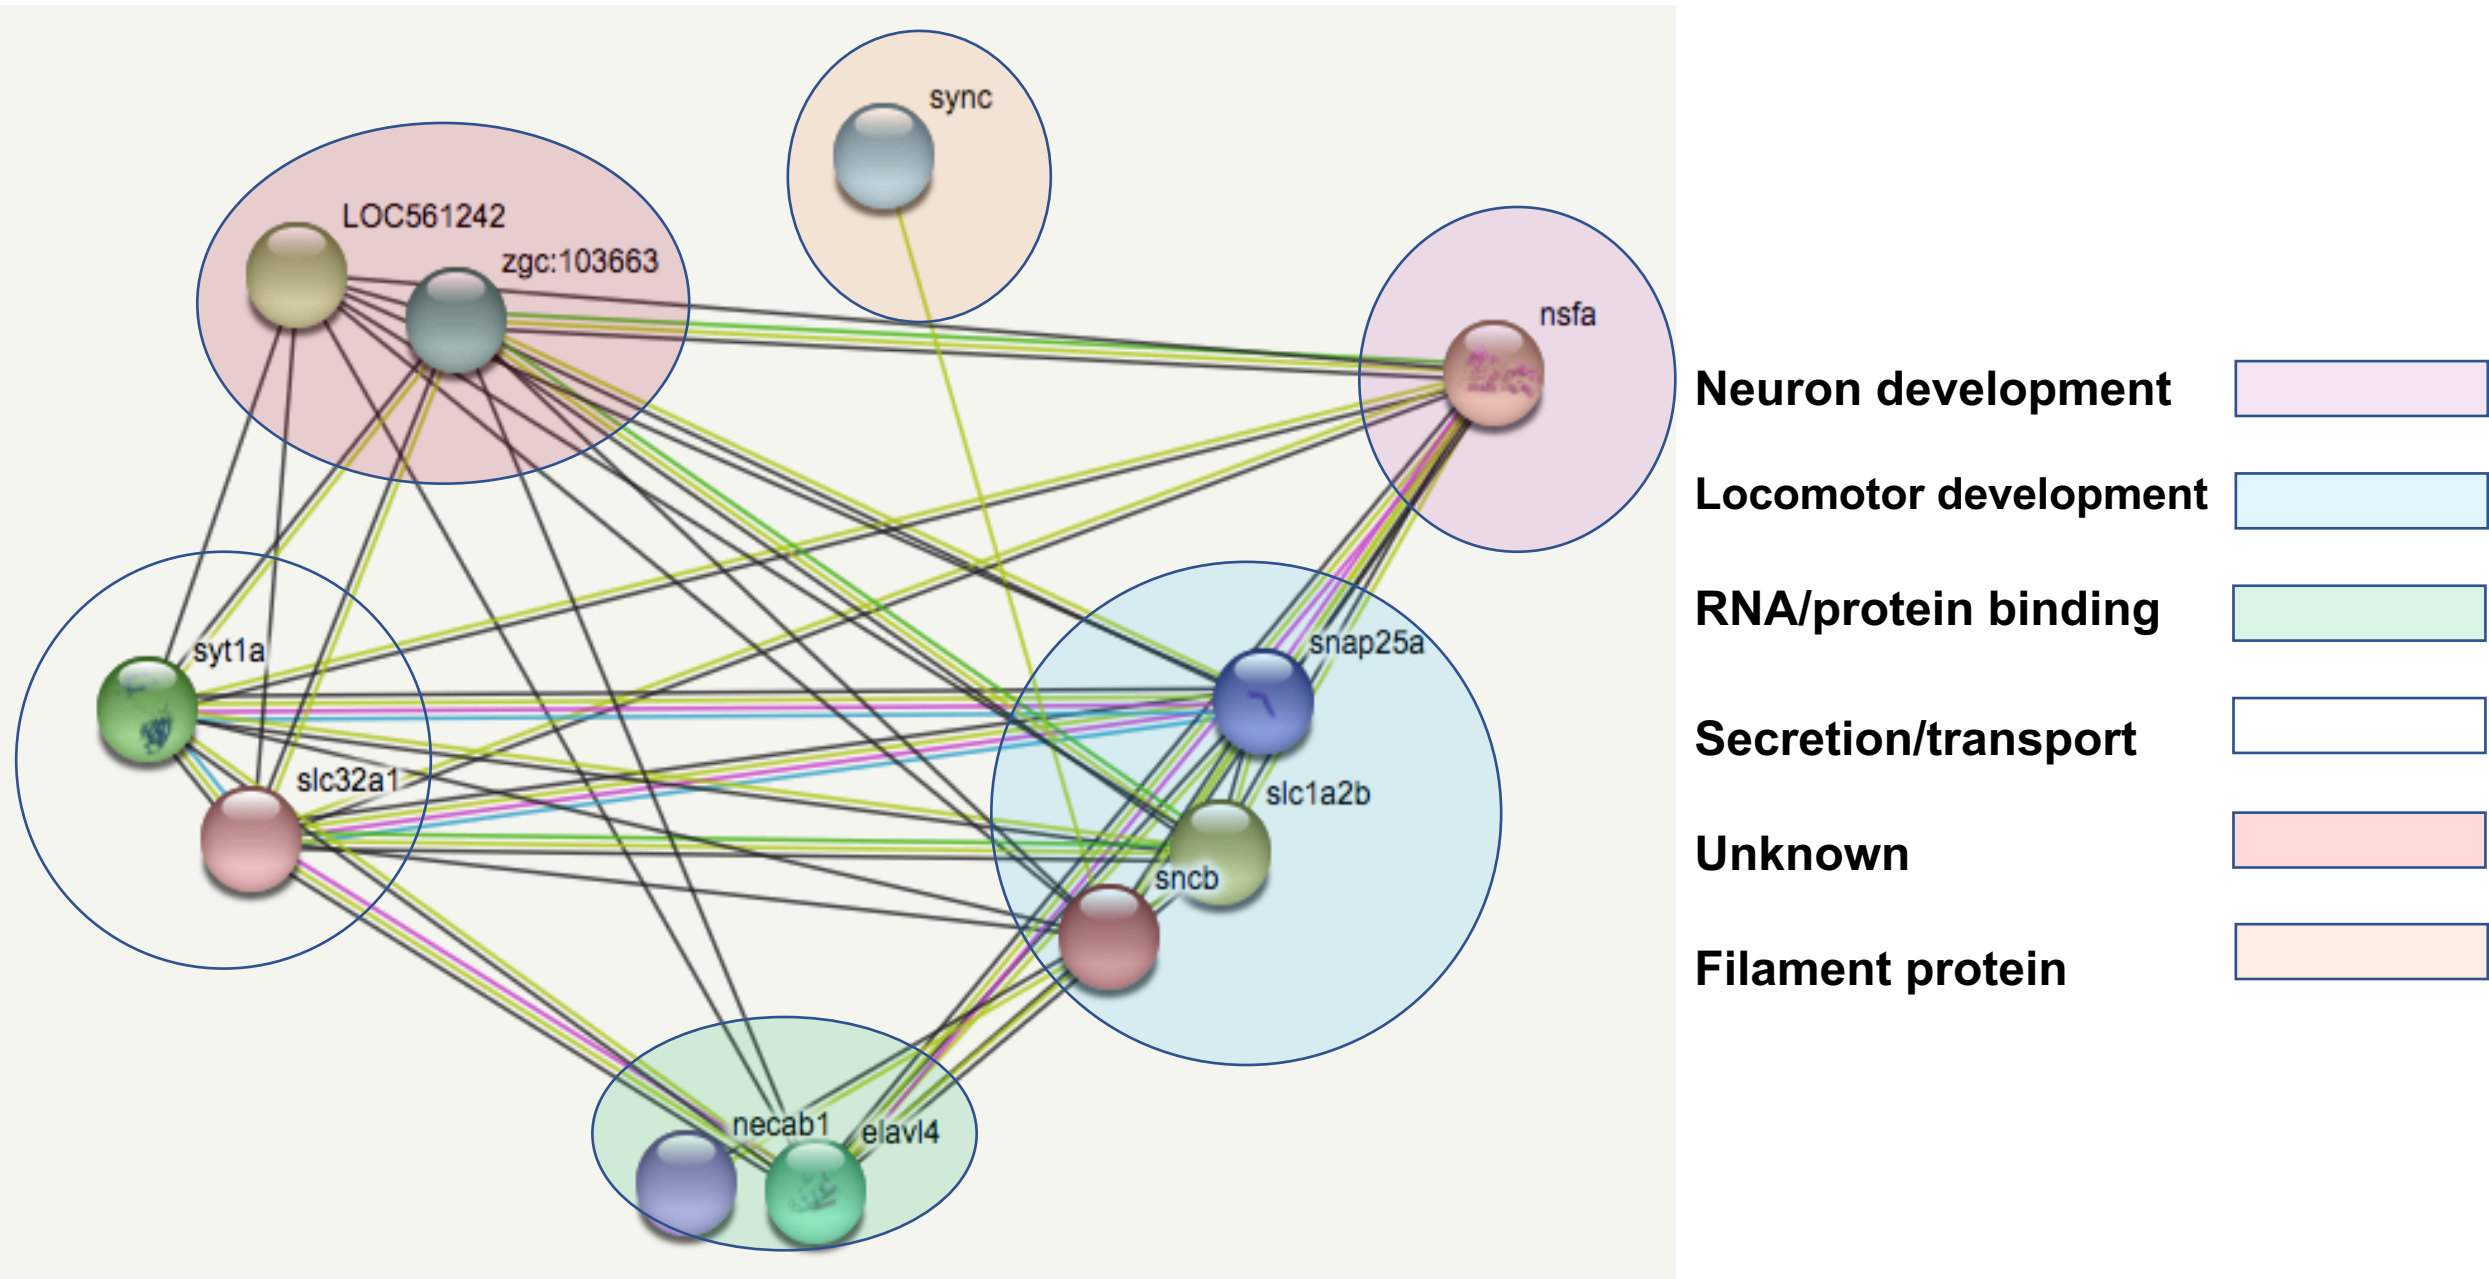 sync
LOC561242
zgc:103663
nsfa
syt1a
snap25a
slc32a1
slc1a2b
sncb
necab1
elavl4
Neuron development
Locomotor development
RNA/protein binding
Secretion/transport
Unknown
Filament protein